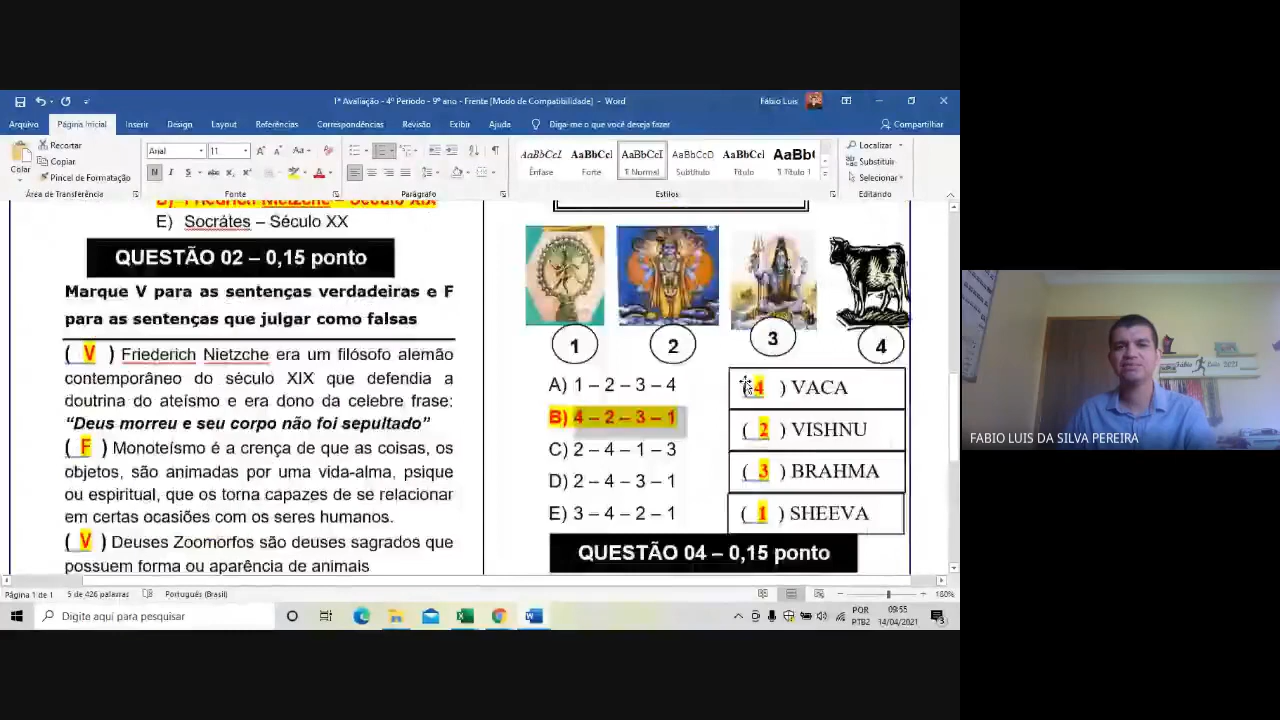 1ª Avaliação - 4º Período - 9º ano - Frente [Modo de Compatibilidade] - Word
Fábio Luis
Arquivo
Página Inicial
Inserir
Design
Layout
Referências
Correspondências
Revisão
Exibir
Ajuda
Diga-me o que você deseja fazer
Compartilhar
Colar
Recortar
Copiar
Pincel de Formatação
Área de Transferência
Arial
11
N I S abc x₂ x²
Fonte
Parágrafo
AaBbCcI AaBbCcI AaBbCcI AaBbCcD AaBbCcI AaBbC
Ênfase
Forte
¶ Normal
Subtítulo
¶ Título
¶ Título 1
Estilos
Localizar
Substituir
Selecionar
Editando
D) Friedrich Nietzsche – Século XIX
E) Socrátes – Século XX
QUESTÃO 02 – 0,15 ponto
Marque V para as sentenças verdadeiras e F
para as sentenças que julgar como falsas
( V ) Friederich Nietzche era um filósofo alemão
contemporâneo do século XIX que defendia a
doutrina do ateísmo e era dono da celebre frase:
“Deus morreu e seu corpo não foi sepultado”
( F ) Monoteísmo é a crença de que as coisas, os
objetos, são animadas por uma vida-alma, psique
ou espiritual, que os torna capazes de se relacionar
em certas ocasiões com os seres humanos.
( V ) Deuses Zoomorfos são deuses sagrados que
possuem forma ou aparência de animais
1 2 3 4
A) 1 – 2 – 3 – 4
B) 4 – 2 – 3 – 1
C) 2 – 4 – 1 – 3
D) 2 – 4 – 3 – 1
E) 3 – 4 – 2 – 1
( 4 ) VACA
( 2 ) VISHNU
( 3 ) BRAHMA
( 1 ) SHEEVA
QUESTÃO 04 – 0,15 ponto
Página 1 de 1
5 de 426 palavras
Português (Brasil)
160%
Digite aqui para pesquisar
POR
PTB2
09:55
14/04/2021
FABIO LUIS DA SILVA PEREIRA